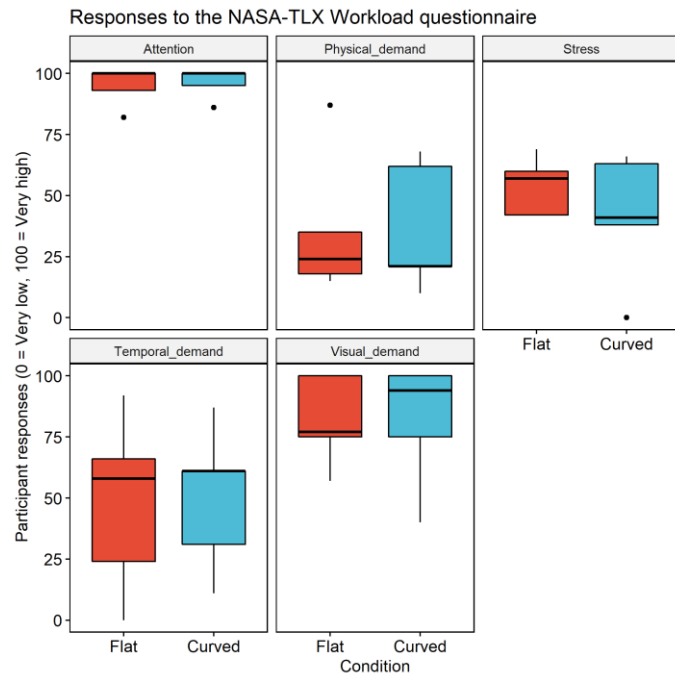 Responses to the NASA-TLX Workload questionnaire
Participant responses (0 = Very low, 100 = Very high)
Attention
Physical_demand
Stress
100
75
50
25
0
Flat
Curved
Temporal_demand
Visual_demand
100
75
50
25
0
Flat
Curved
Flat
Curved
Condition